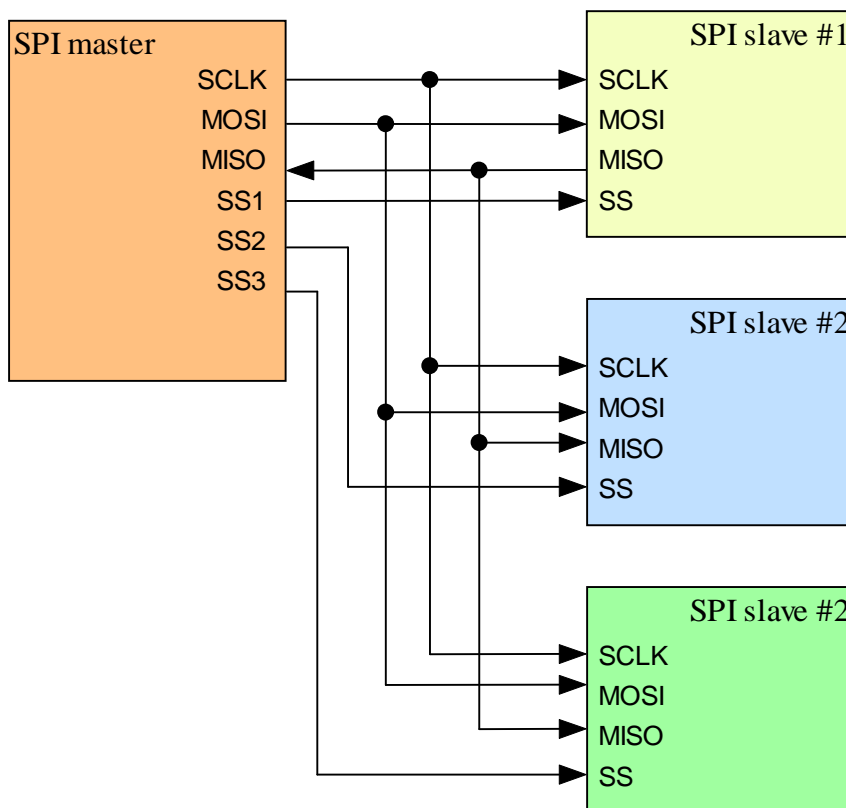 SPI master
SCLK
MOSI
MISO
SS1
SS2
SS3
SPI slave #1
SCLK
MOSI
MISO
SS
SPI slave #2
SCLK
MOSI
MISO
SS
SPI slave #2
SCLK
MOSI
MISO
SS